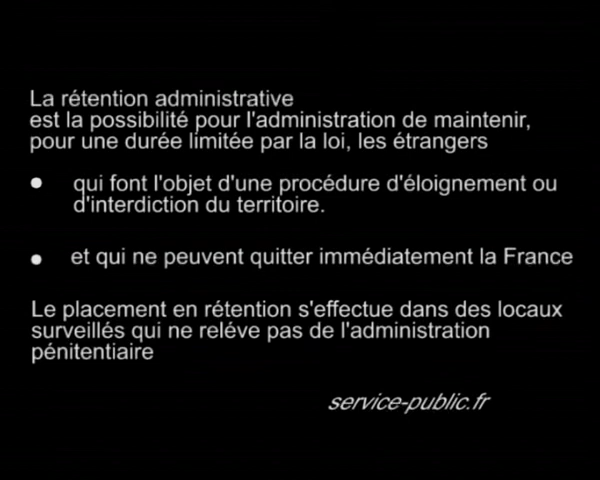 La rétention administrative
est la possibilité pour l'administration de maintenir,
pour une durée limitée par la loi, les étrangers
• qui font l'objet d'une procédure d'éloignement ou
d'interdiction du territoire.
• et qui ne peuvent quitter immédiatement la France
Le placement en rétention s'effectue dans des locaux
surveillés qui ne reléve pas de l'administration
pénitentiaire
service-public.fr